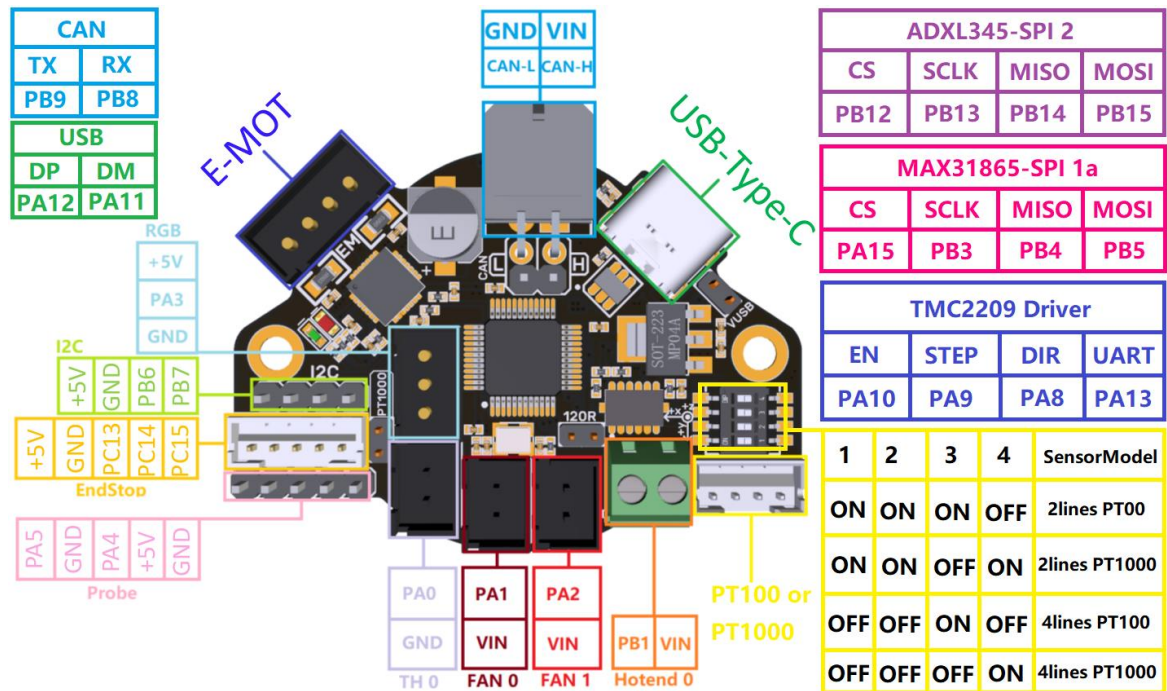 CAN
TX RX
PB9 PB8
USB
DP DM
PA12 PA11
GND VIN
CAN-L CAN-H
E-MOT
USB-Type-C
ADXL345-SPI 2
CS SCLK MISO MOSI
PB12 PB13 PB14 PB15
MAX31865-SPI 1a
CS SCLK MISO MOSI
PA15 PB3 PB4 PB5
TMC2209 Driver
EN STEP DIR UART
PA10 PA9 PA8 PA13
RGB
+5V
PA3
GND
I2C
+5V GND PB6 PB7
+5V GND PC13 PC14 PC15
EndStop
PA5 GND PA4 +5V GND
Probe
EM
E
+
CAN
L H
VUSB
SOT-223
MP04A
I2C
PT1000
120R
+x
+y
+z
PA0
GND
TH 0
PA1
VIN
FAN 0
PA2
VIN
FAN 1
PB1 VIN
Hotend 0
PT100 or
PT1000
1 2 3 4 SensorModel
ON ON ON OFF 2lines PT00
ON ON OFF ON 2lines PT1000
OFF OFF ON OFF 4lines PT100
OFF OFF OFF ON 4lines PT1000